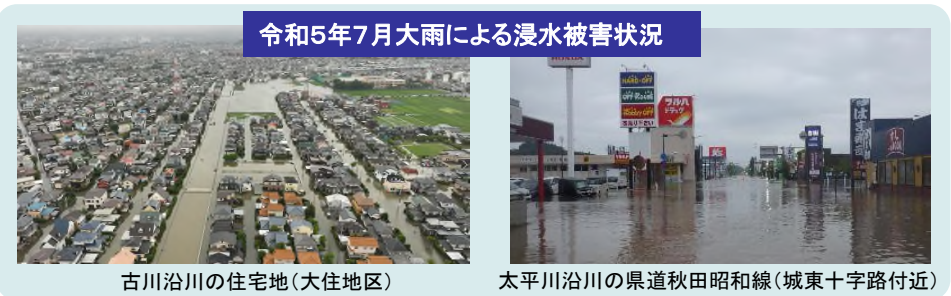 令和5年7月大雨による浸水被害状況
HARD-OFF
OFF HOUSE
ツルハ
ドラッグ
古川沿川の住宅地（大住地区）
太平川沿川の県道秋田昭和線（城東十字路付近）